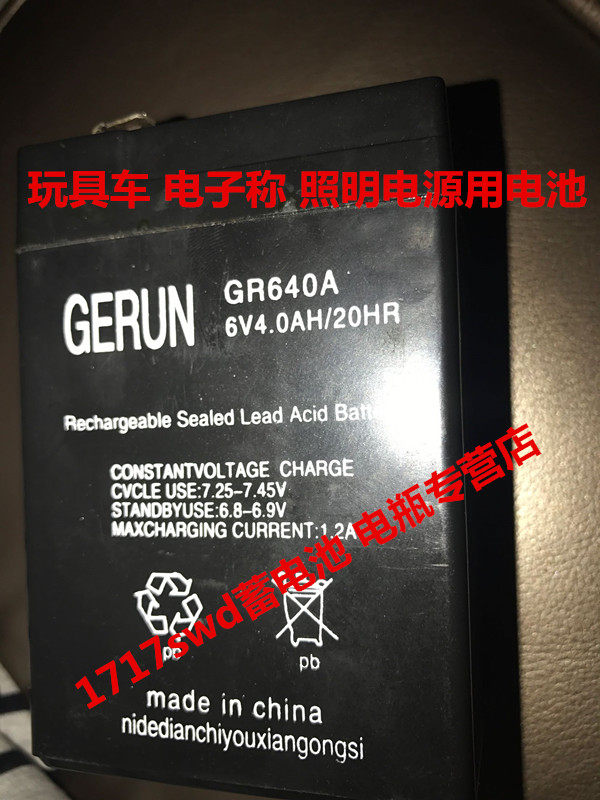 玩具车 电子称 照明电源用电池
GERUN
GR640A
6V4.0AH/20HR
Rechargeable Sealed Lead Acid
CONSTANTVOLTAGE CHARGE
CVCLE USE:7.25-7.45V
STANDBYUSE:6.8-6.9V
MAXCHARGING CURRENT:1.2A
1717swd蓄电池 电瓶专营店
pb
pb
made in china
nidedianchiyouxiangongsi